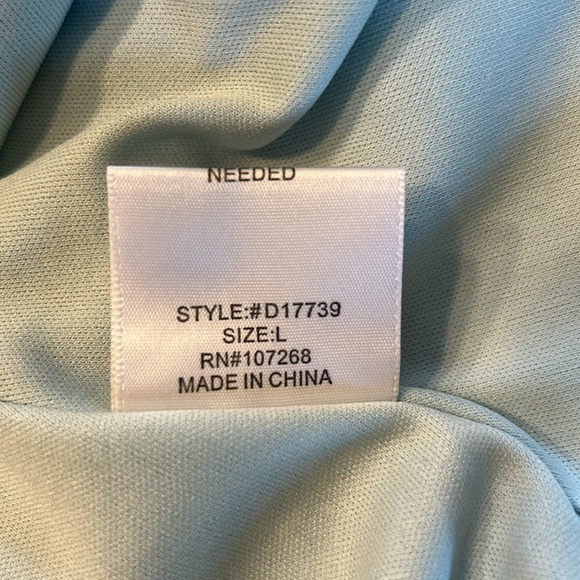 NEEDED
STYLE:#D17739
SIZE:L
RN#107268
MADE IN CHINA